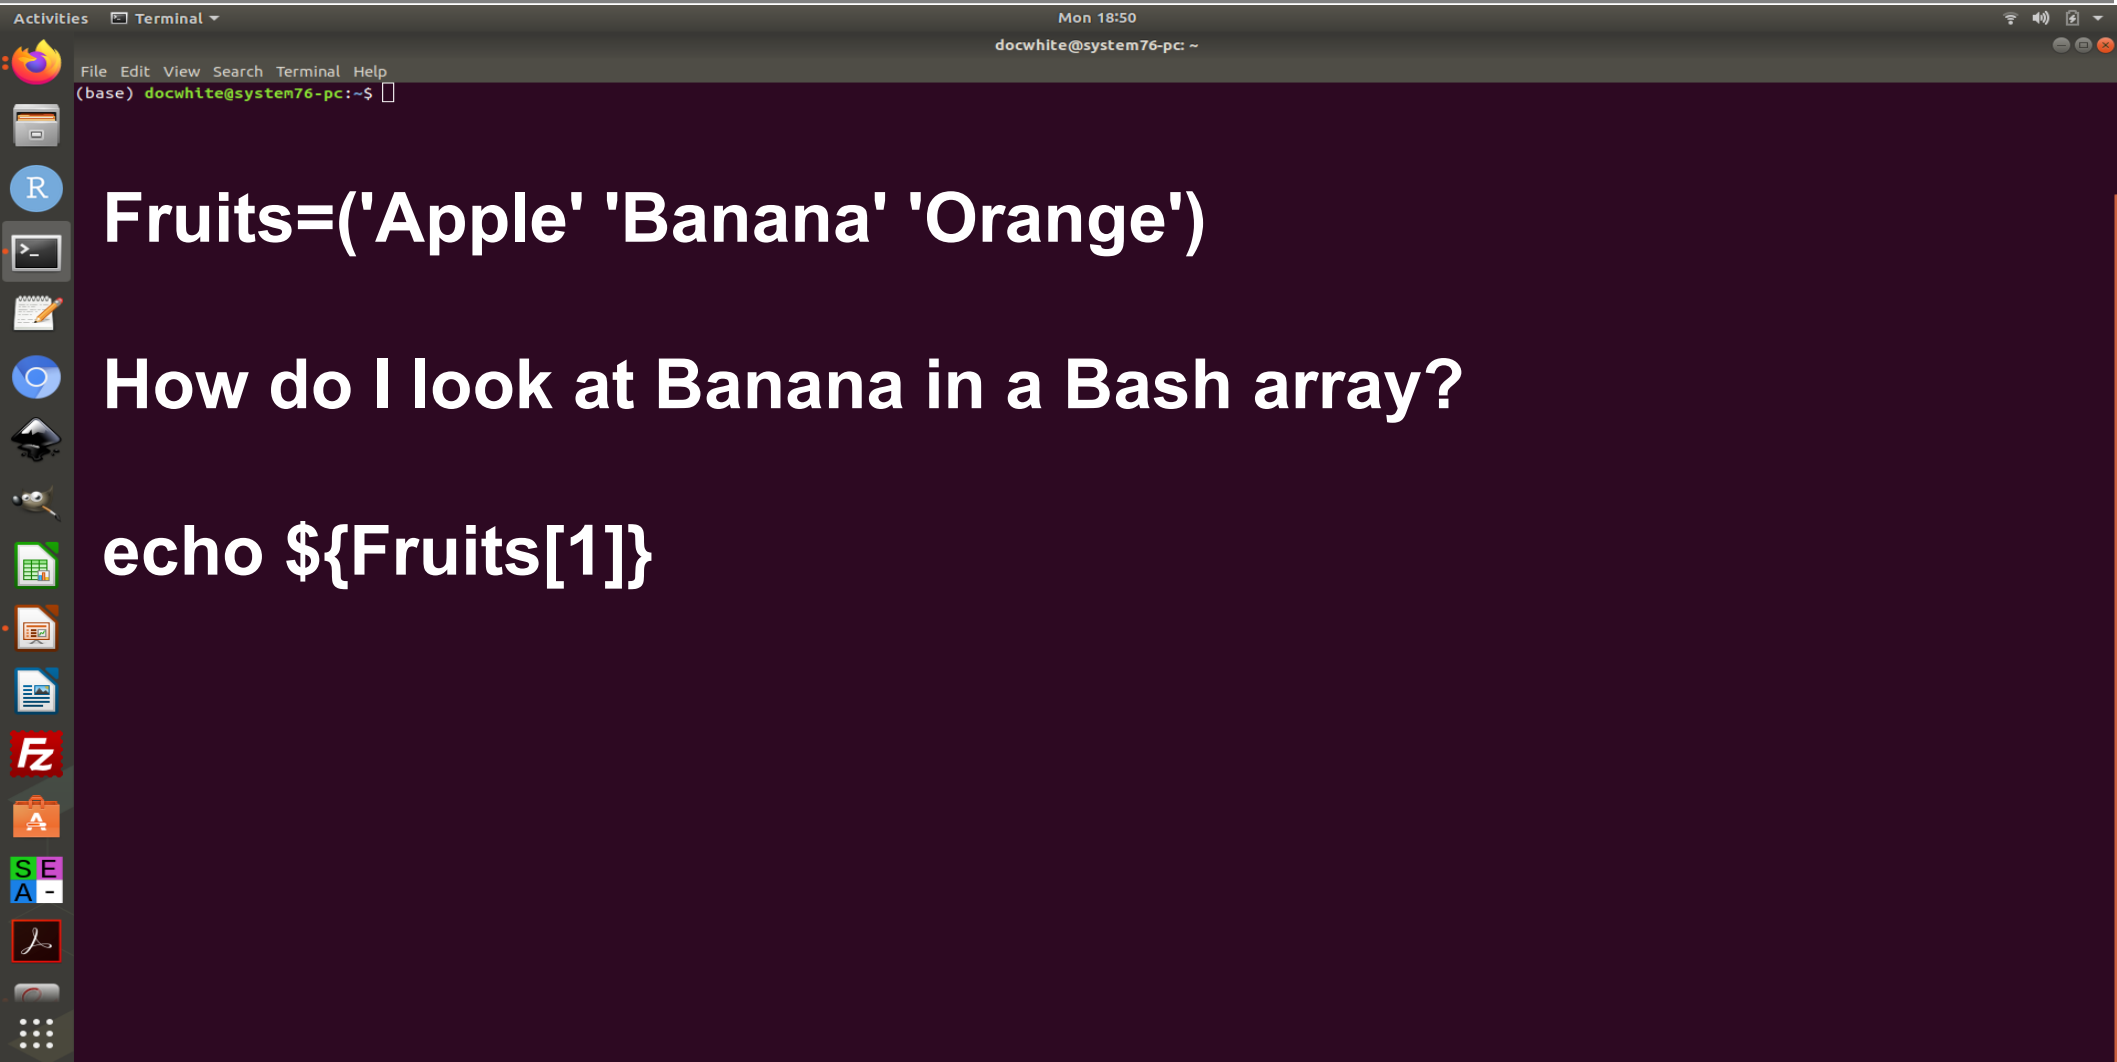 Activities Terminal Mon 18:50
docwhite@system76-pc: ~
File Edit View Search Terminal Help
(base) docwhite@system76-pc:~$
R
>_
Fruits=('Apple' 'Banana' 'Orange')
How do I look at Banana in a Bash array?
echo ${Fruits[1]}
Fz
A
S E
A -